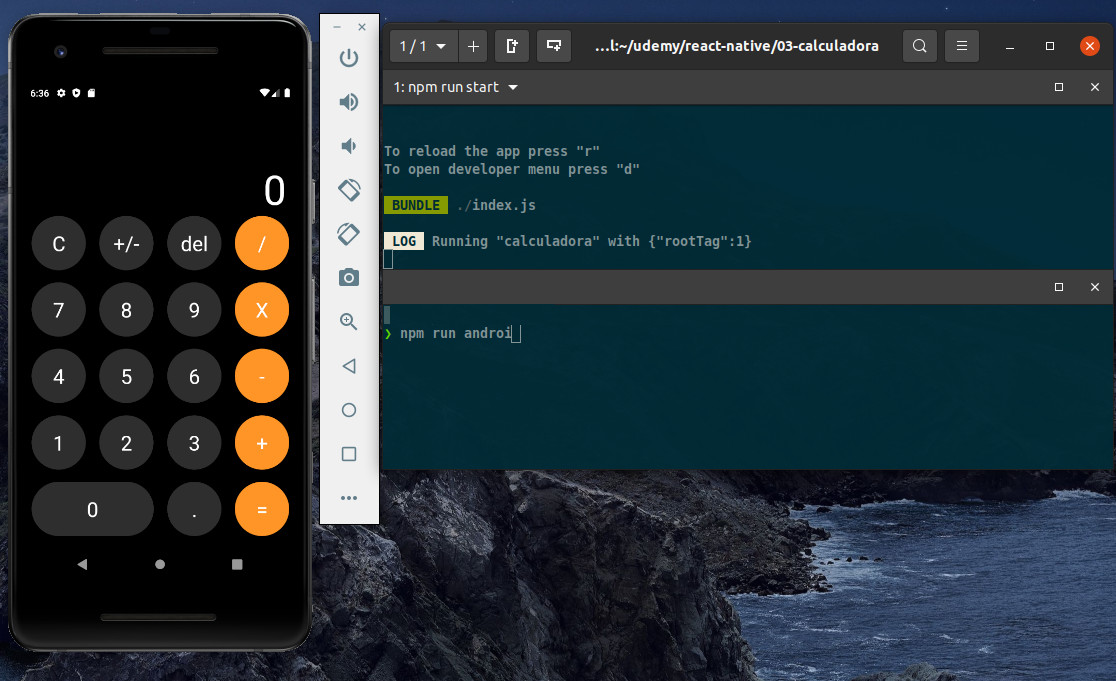 6:36
0
C +/- del /
7 8 9 X
4 5 6 -
1 2 3 +
0 . =
1 / 1
...l:~/udemy/react-native/03-calculadora
1: npm run start
To reload the app press "r"
To open developer menu press "d"
BUNDLE ./index.js
LOG Running "calculadora" with {"rootTag":1}
❯ npm run androi